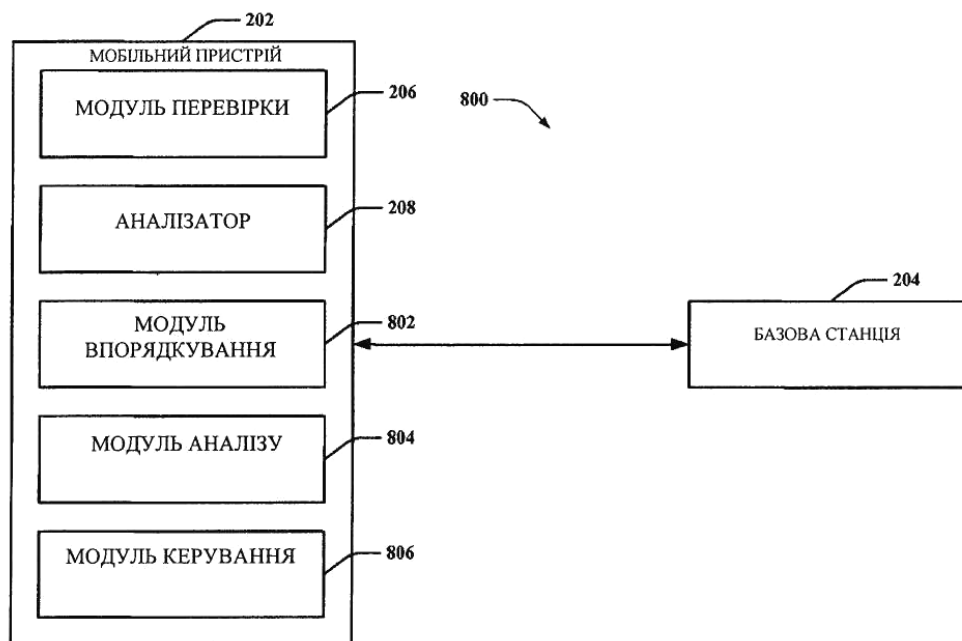 202
МОБІЛЬНИЙ ПРИСТРІЙ
МОДУЛЬ ПЕРЕВІРКИ
206
800
АНАЛІЗАТОР
208
204
МОДУЛЬ
ВПОРЯДКУВАННЯ
802
БАЗОВА СТАНЦІЯ
МОДУЛЬ АНАЛІЗУ
804
МОДУЛЬ КЕРУВАННЯ
806